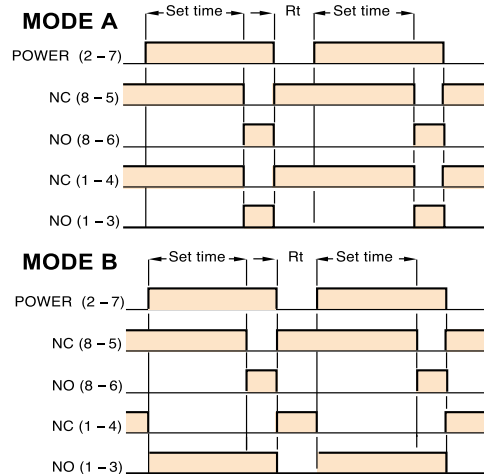 MODE A
Set time Rt Set time
POWER (2 – 7)
NC (8 – 5)
NO (8 – 6)
NC (1 – 4)
NO (1 – 3)
MODE B
Set time Rt Set time
POWER (2 – 7)
NC (8 – 5)
NO (8 – 6)
NC (1 – 4)
NO (1 – 3)